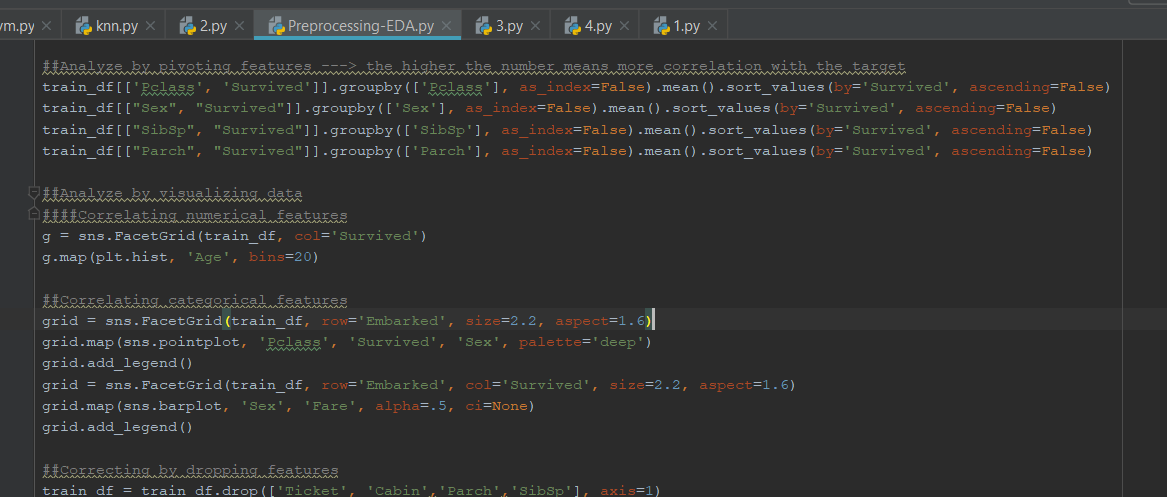 vm.py knn.py 2.py Preprocessing-EDA.py 3.py 4.py 1.py
##Analyze by pivoting features ---> the higher the number means more correlation with the target
train_df[['Pclass', 'Survived']].groupby(['Pclass'], as_index=False).mean().sort_values(by='Survived', ascending=False)
train_df[["Sex", "Survived"]].groupby(['Sex'], as_index=False).mean().sort_values(by='Survived', ascending=False)
train_df[["SibSp", "Survived"]].groupby(['SibSp'], as_index=False).mean().sort_values(by='Survived', ascending=False)
train_df[["Parch", "Survived"]].groupby(['Parch'], as_index=False).mean().sort_values(by='Survived', ascending=False)
##Analyze by visualizing data
####Correlating numerical features
g = sns.FacetGrid(train_df, col='Survived')
g.map(plt.hist, 'Age', bins=20)
##Correlating categorical features
grid = sns.FacetGrid(train_df, row='Embarked', size=2.2, aspect=1.6)
grid.map(sns.pointplot, 'Pclass', 'Survived', 'Sex', palette='deep')
grid.add_legend()
grid = sns.FacetGrid(train_df, row='Embarked', col='Survived', size=2.2, aspect=1.6)
grid.map(sns.barplot, 'Sex', 'Fare', alpha=.5, ci=None)
grid.add_legend()
##Correcting by dropping features
train_df = train_df.drop(['Ticket', 'Cabin','Parch','SibSp'], axis=1)